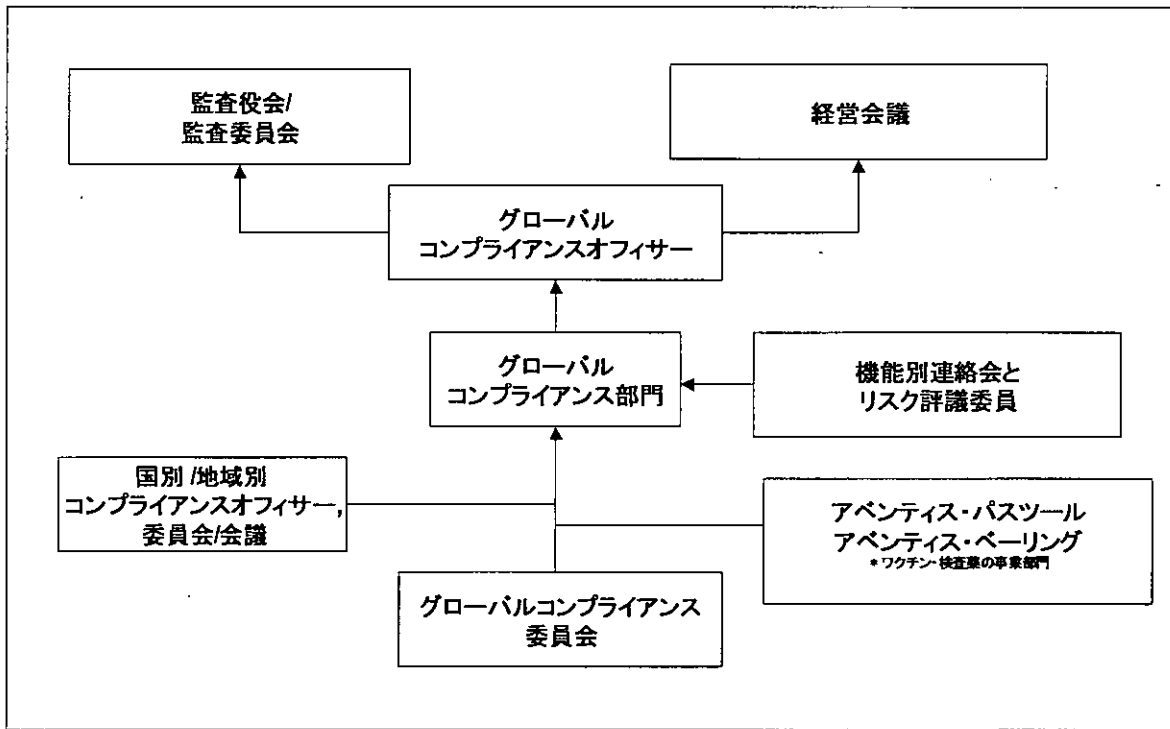 監査役会/
監査委員会
経営会議
グローバル
コンプライアンスオフィサー
グローバル
コンプライアンス部門
機能別連絡会と
リスク評議委員
国別 /地域別
コンプライアンスオフィサー,
委員会/会議
アベンティス・パスツール
アベンティス・ベーリング
* ワクチン・検査薬の事業部門
グローバルコンプライアンス
委員会